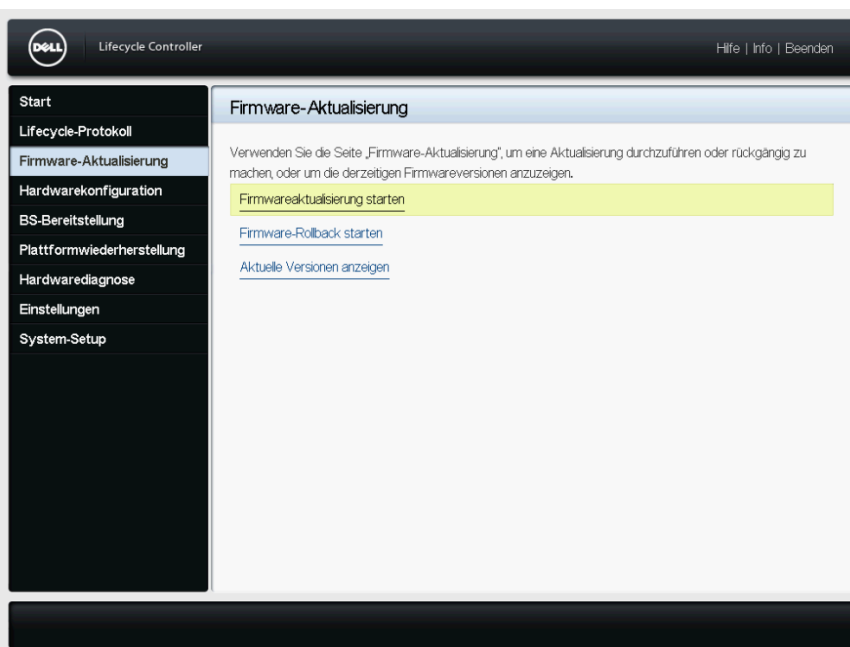 DELL
Lifecycle Controller
Hilfe | Info | Beenden
Start
Lifecycle-Protokoll
Firmware-Aktualisierung
Hardwarekonfiguration
BS-Bereitstellung
Plattformwiederherstellung
Hardwarediagnose
Einstellungen
System-Setup
Firmware-Aktualisierung
Verwenden Sie die Seite „Firmware-Aktualisierung“, um eine Aktualisierung durchzuführen oder rückgängig zu
machen, oder um die derzeitigen Firmwareversionen anzuzeigen.
Firmwareaktualisierung starten
Firmware-Rollback starten
Aktuelle Versionen anzeigen